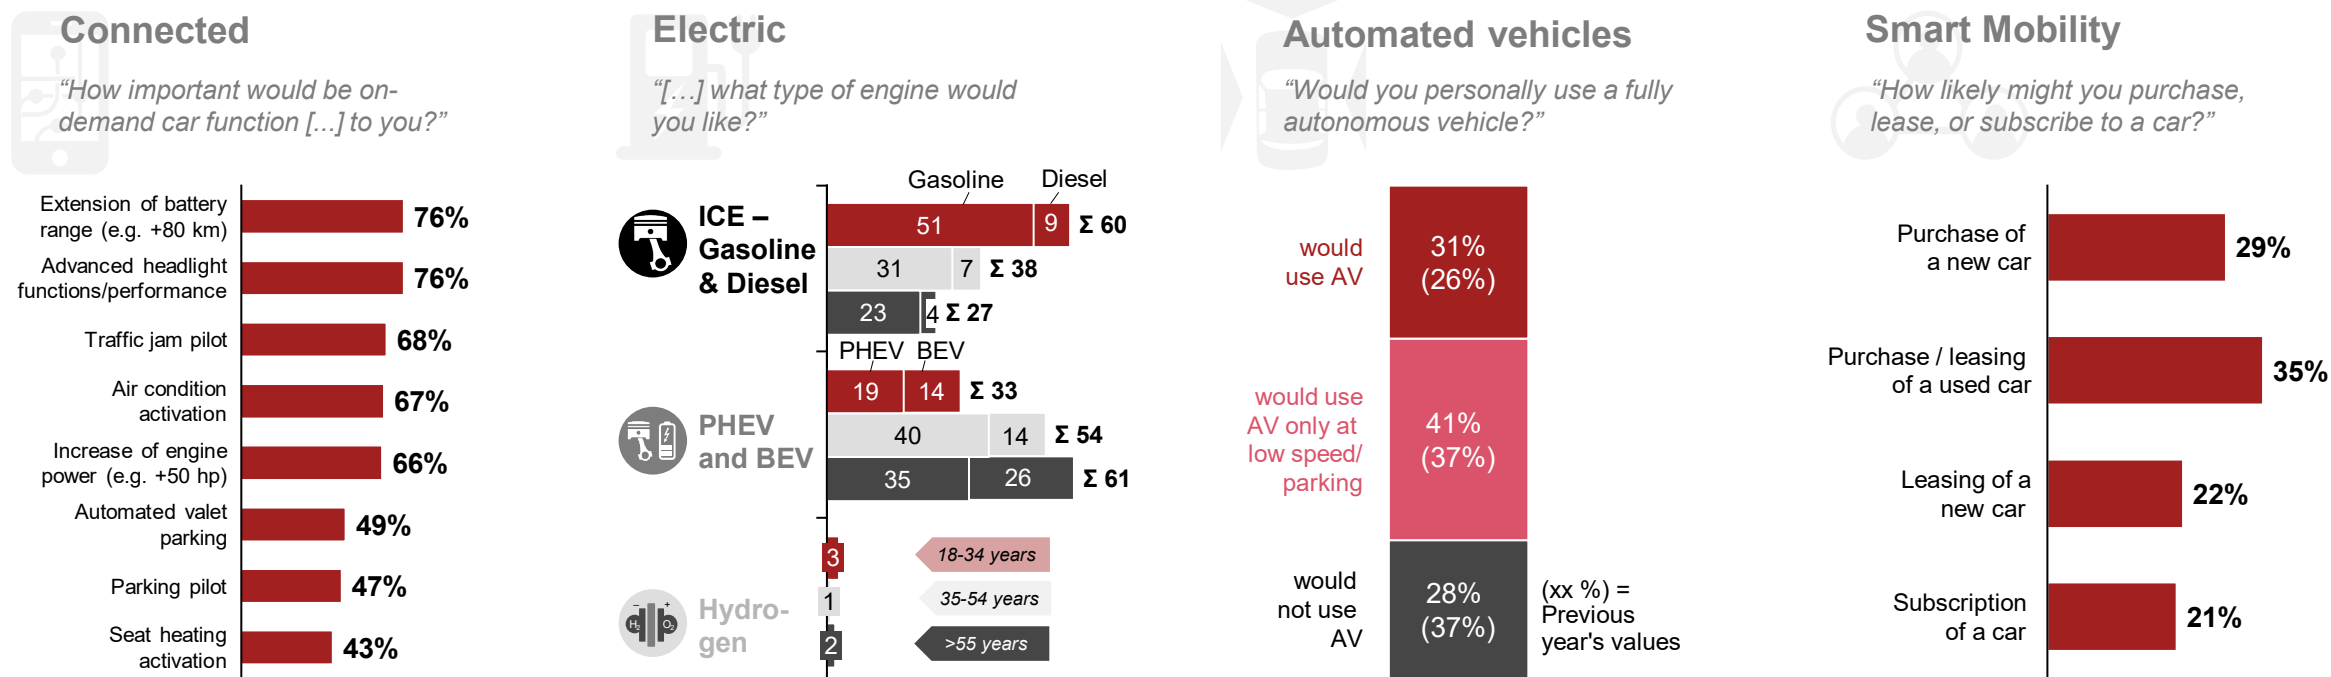 Connected
“How important would be on-
demand car function [...] to you?”
Extension of battery
range (e.g. +80 km)
76%
Advanced headlight
functions/performance
76%
Traffic jam pilot
68%
Air condition
activation
67%
Increase of engine
power (e.g. +50 hp)
66%
Automated valet
parking
49%
Parking pilot
47%
Seat heating
activation
43%
Electric
“[…] what type of engine would
you like?”
Gasoline
Diesel
ICE –
Gasoline
& Diesel
51
9
Σ 60
31
7
Σ 38
23
4
Σ 27
PHEV
BEV
PHEV
and BEV
19
14
Σ 33
40
14
Σ 54
35
26
Σ 61
Hydro-
gen
H2
O2
− +
3
1
2
18-34 years
35-54 years
>55 years
Automated vehicles
“Would you personally use a fully
autonomous vehicle?”
would
use AV
31%
(26%)
would use
AV only at
low speed/
parking
41%
(37%)
would
not use
AV
28%
(37%)
(xx %) =
Previous
year's values
Smart Mobility
“How likely might you purchase,
lease, or subscribe to a car?”
Purchase of
a new car
29%
Purchase / leasing
of a used car
35%
Leasing of a
new car
22%
Subscription
of a car
21%